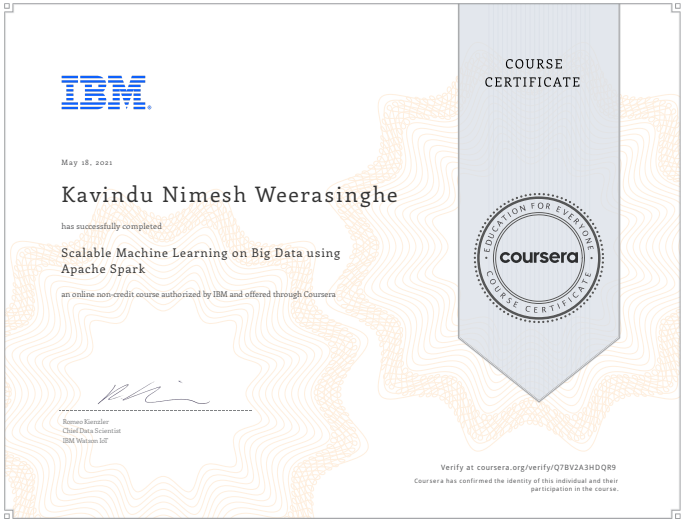 IBM®
COURSE
CERTIFICATE
May 18, 2021
Kavindu Nimesh Weerasinghe
has successfully completed
Scalable Machine Learning on Big Data using
Apache Spark
an online non-credit course authorized by IBM and offered through Coursera
EDUCATION FOR EVERYONE
coursera
COURSE CERTIFICATE
Romeo Kienzler
Chief Data Scientist
IBM Watson IoT
Verify at coursera.org/verify/Q7BV2A3HDQR9
Coursera has confirmed the identity of this individual and their
participation in the course.